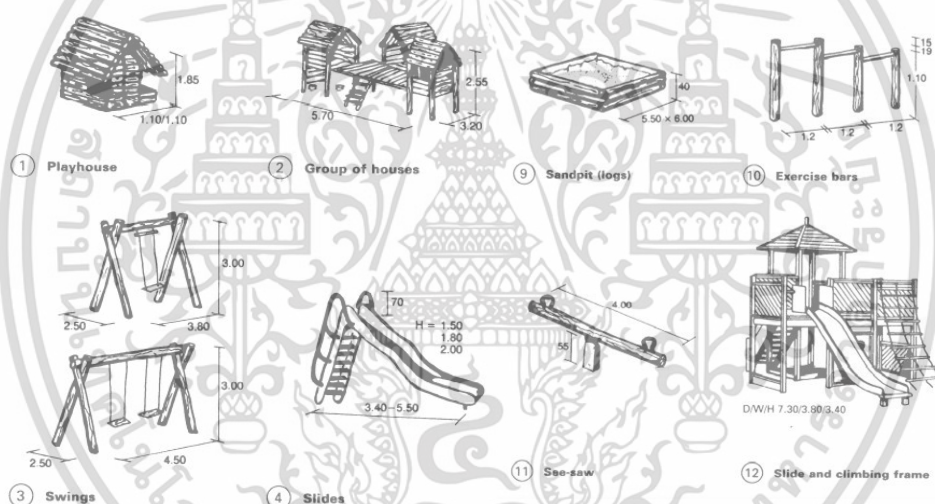 1.85
1.10/1.10
① Playhouse
2.55
5.70
3.20
② Group of houses
40
5.50 × 6.00
⑨ Sandpit (logs)
15
19
1.10
1.2 1.2 1.2
⑩ Exercise bars
3.00
2.50 3.80
3.00
2.50 4.50
③ Swings
70
H = 1.50
1.80
2.00
3.40–5.50
④ Slides
4.00
55
⑪ See-saw
D/W/H 7.30/3.80/3.40
⑫ Slide and climbing frame